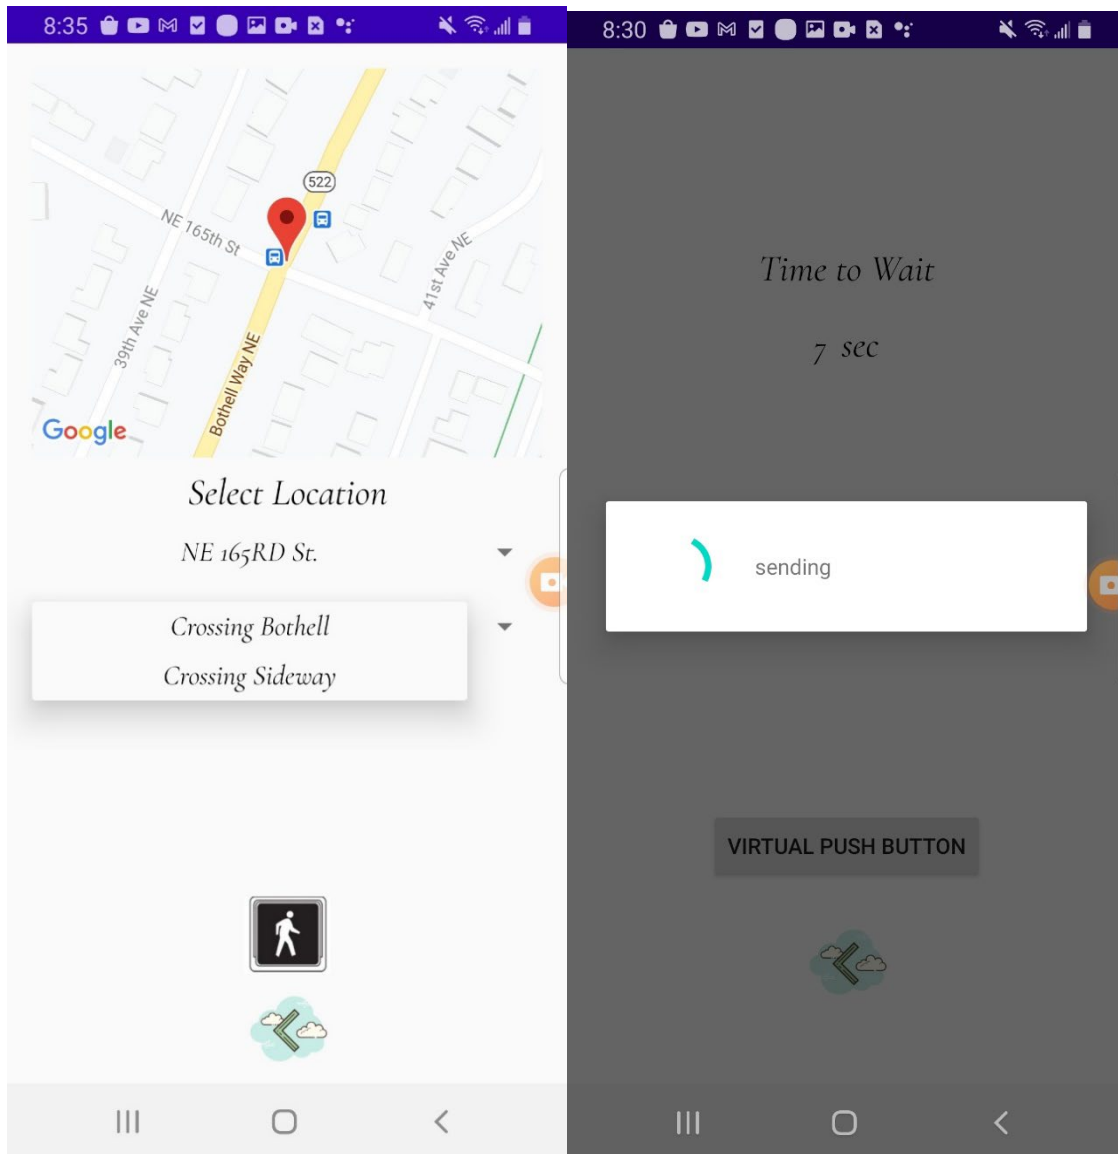 8:35
522
NE 165th St
41st Ave NE
39th Ave NE
Bothell Way NE
Google
Select Location
NE 165RD St.
Crossing Bothell
Crossing Sideway
8:30
Time to Wait
7 sec
sending
VIRTUAL PUSH BUTTON